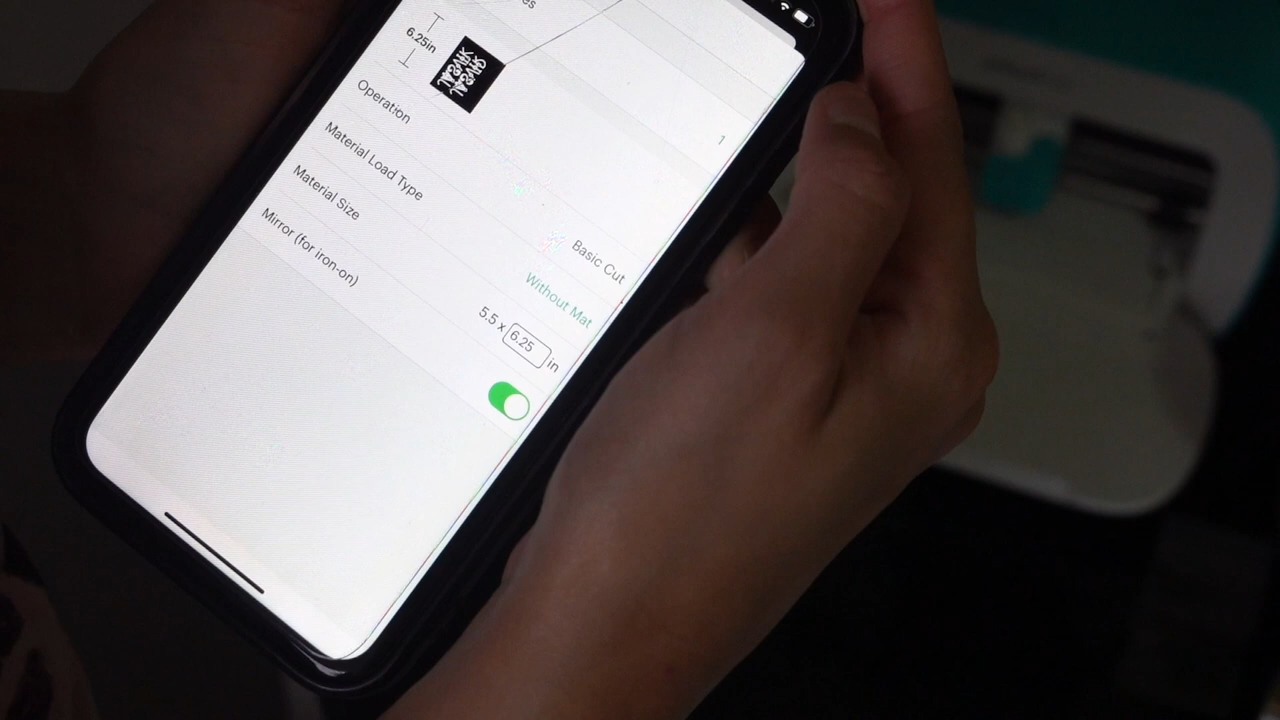 6.25in
1
Operation
Basic Cut
Material Load Type
Without Mat
Material Size
5.5 x 6.25 in
Mirror (for iron-on)